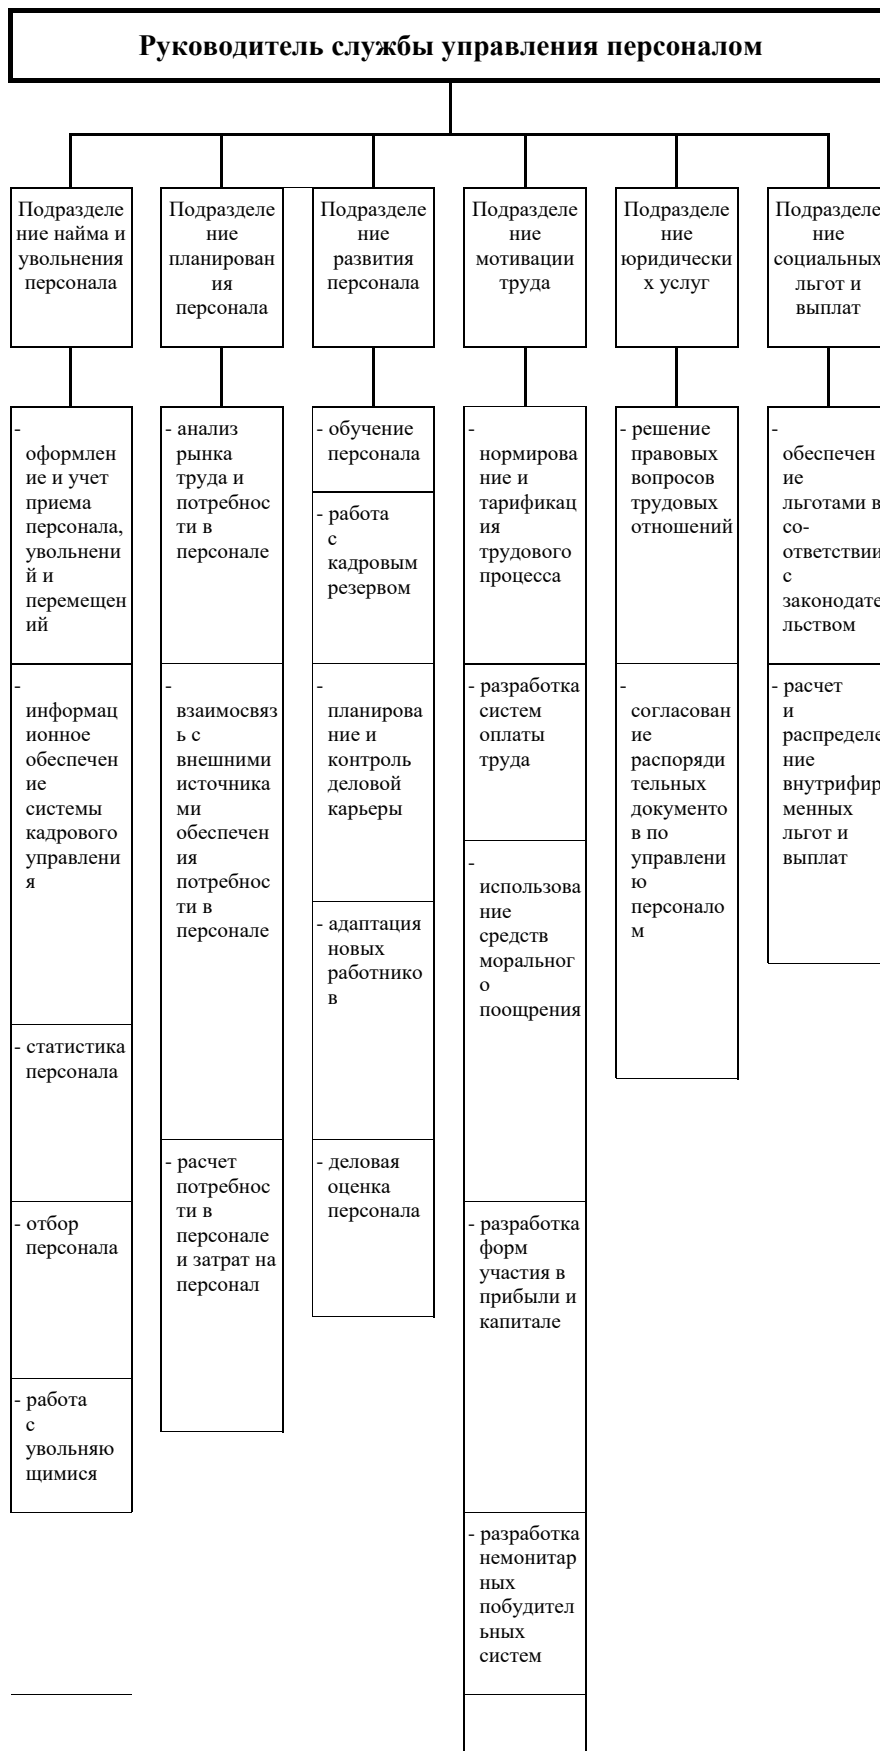 Руководитель службы управления персоналом
Подразделе
ние найма и
увольнения
персонала
Подразделе
ние
планирован
ия
персонала
Подразделе
ние
развития
персонала
Подразделе
ние
мотивации
труда
Подразделе
ние
юридически
х услуг
Подразделе
ние
социальных
льгот и
выплат
-
оформлен
ие и учет
приема
персонала,
увольнени
й и
перемещен
ий
-
информац
ионное
обеспечен
ие
системы
кадрового
управлени
я
- статистика
персонала
- отбор
персонала
- работа
с
увольняю
щимися
- анализ
рынка
труда и
потребнос
ти в
персонале
-
взаимосвяз
ь с
внешними
источника
ми
обеспечен
ия
потребнос
ти в
персонале
- расчет
потребнос
ти в
персонале
и затрат на
персонал
- обучение
персонала
- работа
с
кадровым
резервом
-
планирова
ние и
контроль
деловой
карьеры
- адаптация
новых
работнико
в
- деловая
оценка
персонала
-
нормирова
ние и
тарификац
ия
трудового
процесса
- разработка
систем
оплаты
труда
-
использова
ние
средств
моральног
о
поощрения
- разработка
форм
участия в
прибыли и
капитале
- разработка
немонитар
ных
побудител
ьных
систем
- решение
правовых
вопросов
трудовых
отношений
-
согласован
ие
распоряди
тельных
документо
в по
управлени
ю
персонало
м
-
обеспечен
ие
льготами в
со-
ответствии
с
законодате
льством
- расчет
и
распределе
ние
внутрифир
менных
льгот и
выплат